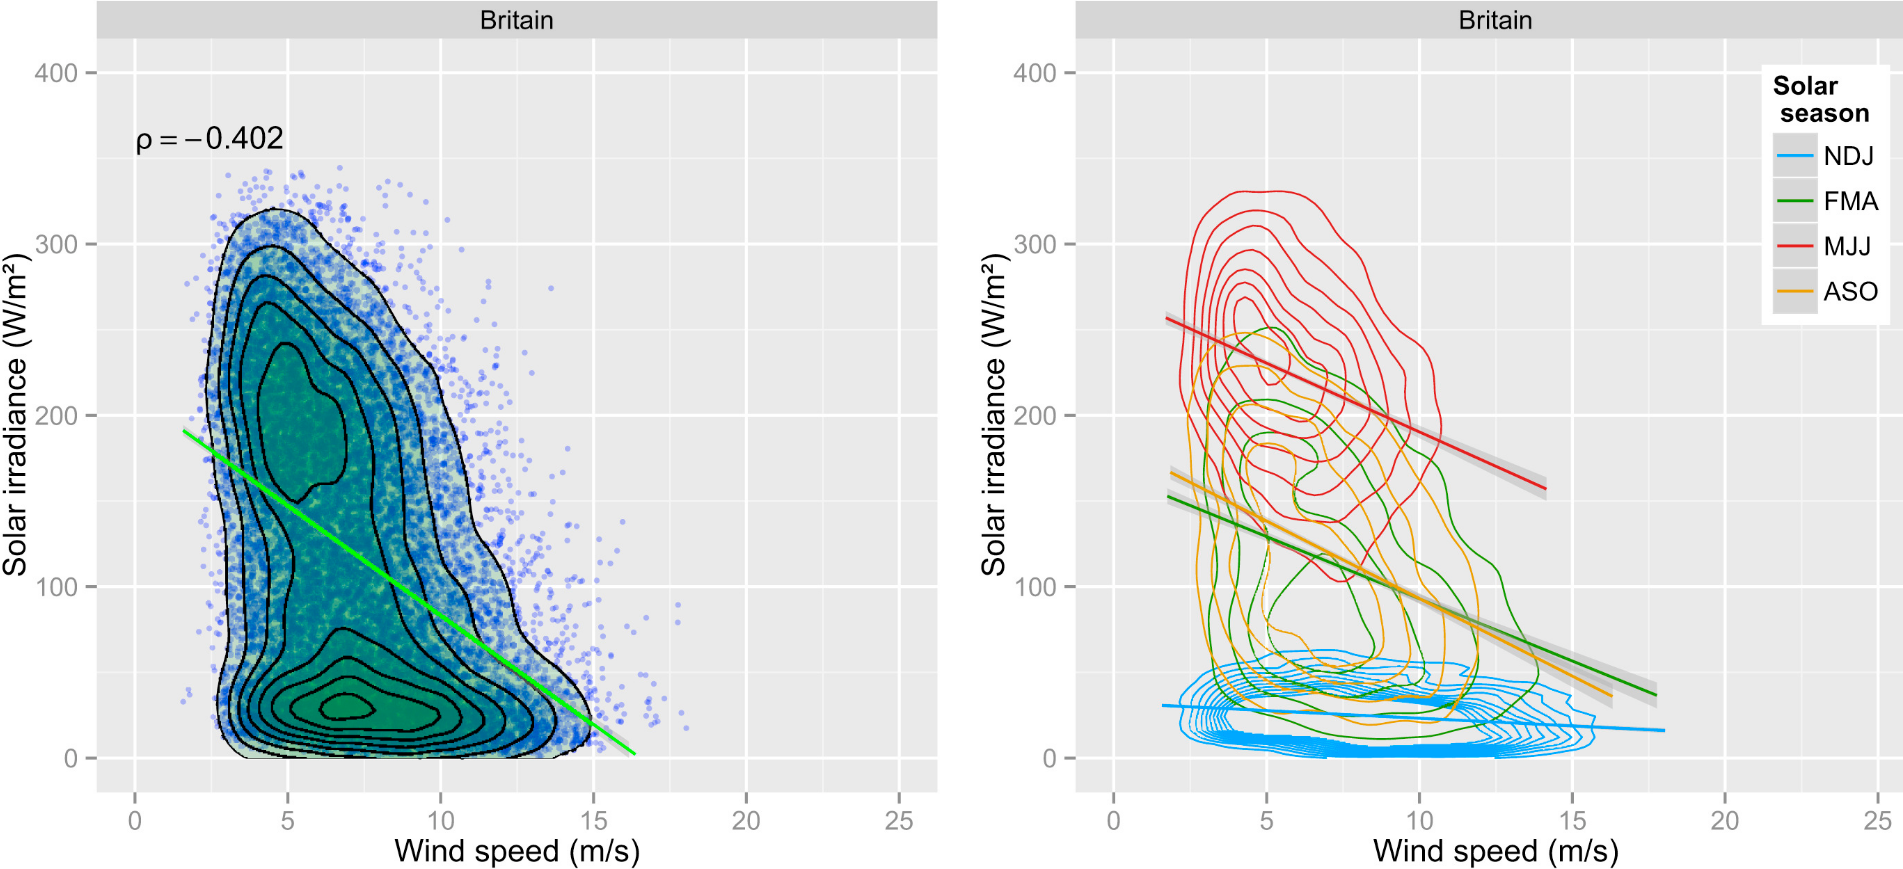 Britain
400
300
200
100
0
ρ = −0.402
0 5 10 15 20 25
Wind speed (m/s)
Solar irradiance (W/m²)
Britain
400
300
200
100
0
Solar
season
NDJ
FMA
MJJ
ASO
0 5 10 15 20 25
Wind speed (m/s)
Solar irradiance (W/m²)